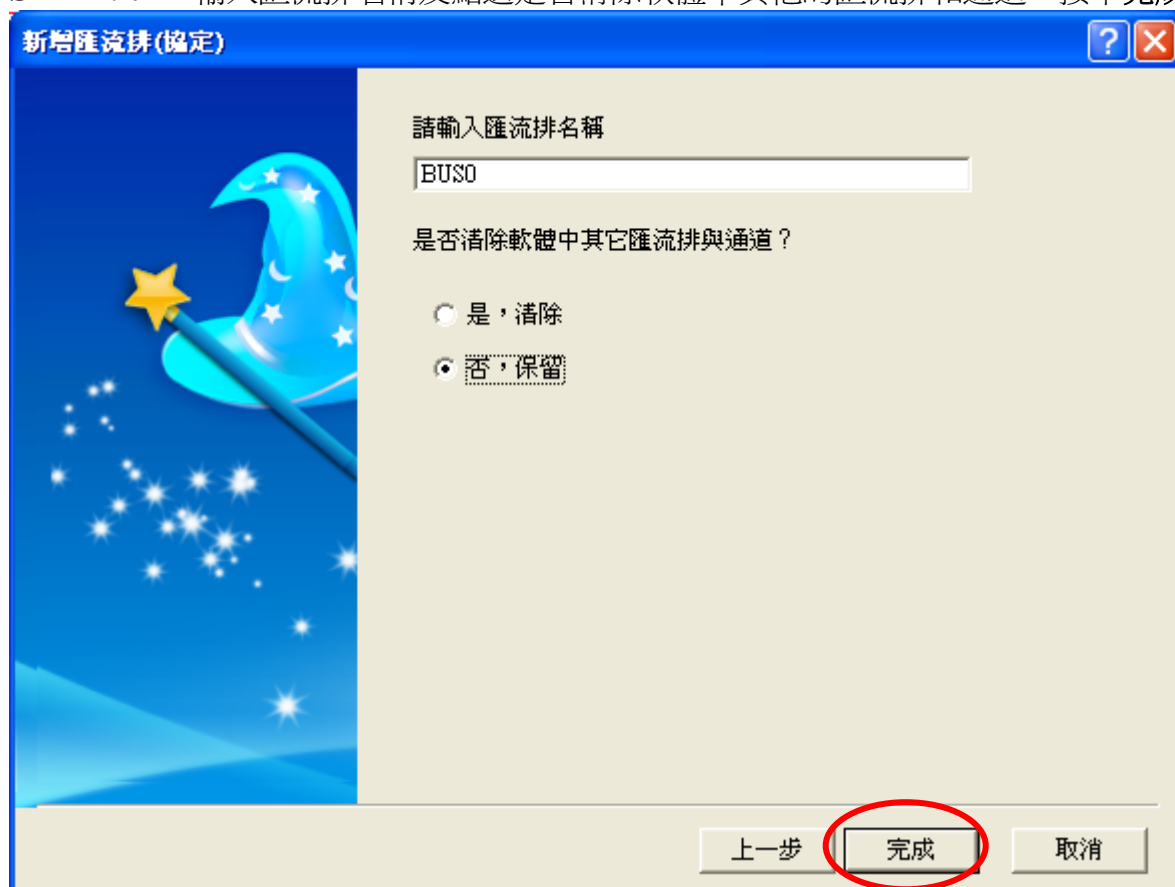 新增匯流排(協定)
請輸入匯流排名稱
BUS0
是否清除軟體中其它匯流排與通道？
是，清除
否，保留
上一步
完成
取消